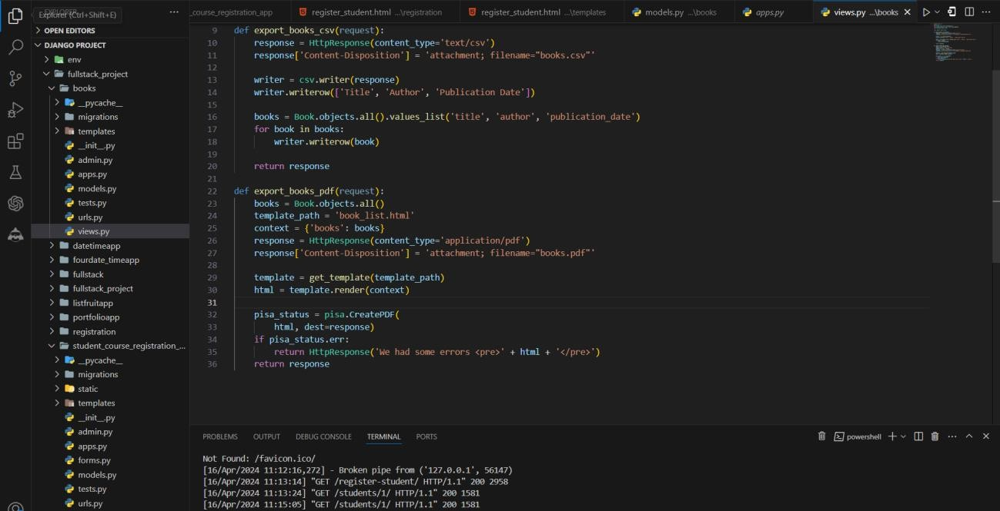 EXPLORER
Explorer (Ctrl+Shift+E)
...
_course_registration_app
register_student.html ...\registration
register_student.html ...\templates
models.py ...\books
apps.py
views.py ...\books
OPEN EDITORS
DJANGO PROJECT
env
fullstack_project
books
__pycache__
migrations
templates
__init__.py
admin.py
apps.py
models.py
tests.py
urls.py
views.py
datetimeapp
fourdate_timeapp
fullstack
fullstack_project
listfruitapp
portfolioapp
registration
student_course_registration_...
__pycache__
migrations
static
templates
__init__.py
admin.py
apps.py
forms.py
models.py
tests.py
urls.py
9 def export_books_csv(request):
10 response = HttpResponse(content_type='text/csv')
11 response['Content-Disposition'] = 'attachment; filename="books.csv"'
12
13 writer = csv.writer(response)
14 writer.writerow(['Title', 'Author', 'Publication Date'])
15
16 books = Book.objects.all().values_list('title', 'author', 'publication_date')
17 for book in books:
18 writer.writerow(book)
19
20 return response
21
22 def export_books_pdf(request):
23 books = Book.objects.all()
24 template_path = 'book_list.html'
25 context = {'books': books}
26 response = HttpResponse(content_type='application/pdf')
27 response['Content-Disposition'] = 'attachment; filename="books.pdf"'
28
29 template = get_template(template_path)
30 html = template.render(context)
31
32 pisa_status = pisa.CreatePDF(
33 html, dest=response)
34 if pisa_status.err:
35 return HttpResponse('We had some errors <pre>' + html + '</pre>')
36 return response
PROBLEMS OUTPUT DEBUG CONSOLE TERMINAL PORTS
powershell
Not Found: /favicon.ico/
[16/Apr/2024 11:12:16,272] - Broken pipe from ('127.0.0.1', 56147)
[16/Apr/2024 11:13:14] "GET /register-student/ HTTP/1.1" 200 2958
[16/Apr/2024 11:13:24] "GET /students/1/ HTTP/1.1" 200 1581
[16/Apr/2024 11:15:05] "GET /students/1/ HTTP/1.1" 200 1581